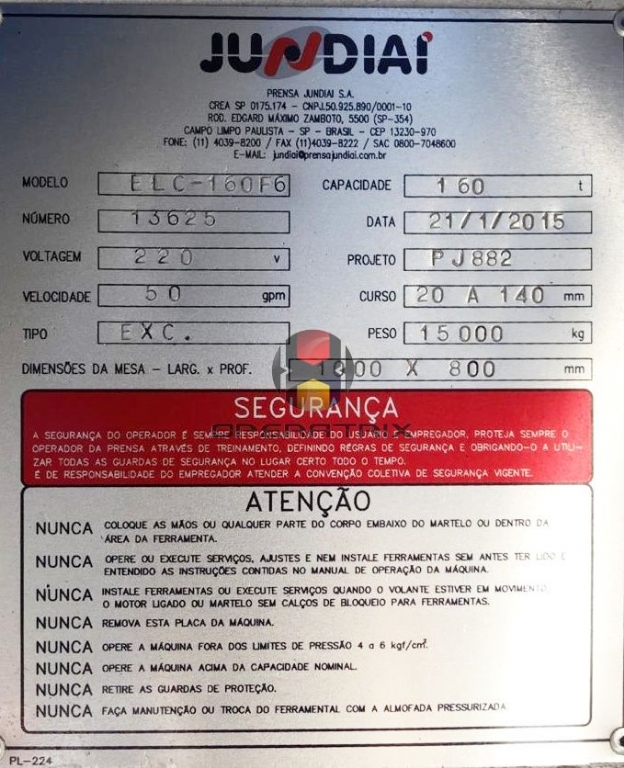 JUNDIAÍ
PRENSA JUNDIAI S.A.
CREA SP 0175.174 - CNPJ.50.925.890/0001-10
ROD. EDGARD MÁXIMO ZAMBOTO, 5500 (SP-354)
CAMPO LIMPO PAULISTA - SP - BRASIL - CEP 13230-970
FONE: (11) 4039-8200 / FAX (11)4039-8222 / SAC 0800-7048600
E-MAIL: jundiai@prensajundiai.com.br
MODELO ELC-160F6 CAPACIDADE 160 t
NÚMERO 13625 DATA 21/1/2015
VOLTAGEM 220 v PROJETO PJ882
VELOCIDADE 50 gpm CURSO 20 A 140 mm
TIPO EXC. PESO 15000 kg
DIMENSÕES DA MESA - LARG. x PROF. 1000 X 800 mm
SEGURANÇA
A SEGURANÇA DO OPERADOR É SEMPRE RESPONSABILIDADE DO USUÁRIO E EMPREGADOR, PROTEJA SEMPRE O
OPERADOR DA PRENSA ATRAVÉS DE TREINAMENTO, DEFININDO REGRAS DE SEGURANÇA E OBRIGANDO-O A UTILI-
ZAR TODAS AS GUARDAS DE SEGURANÇA NO LUGAR CERTO TODO O TEMPO.
É DE RESPONSABILIDADE DO EMPREGADOR ATENDER A CONVENÇÃO COLETIVA DE SEGURANÇA VIGENTE.
ATENÇÃO
NUNCA COLOQUE AS MÃOS OU QUALQUER PARTE DO CORPO EMBAIXO DO MARTELO OU DENTRO DA
ÁREA DA FERRAMENTA.
NUNCA OPERE OU EXECUTE SERVIÇOS, AJUSTES E NEM INSTALE FERRAMENTAS SEM ANTES TER LIDO E
ENTENDIDO AS INSTRUÇÕES CONTIDAS NO MANUAL DE OPERAÇÃO DA MÁQUINA.
NUNCA INSTALE FERRAMENTAS OU EXECUTE SERVIÇOS QUANDO O VOLANTE ESTIVER EM MOVIMENTO,
O MOTOR LIGADO OU MARTELO SEM CALÇOS DE BLOQUEIO PARA FERRAMENTAS.
NUNCA REMOVA ESTA PLACA DA MÁQUINA.
NUNCA OPERE A MÁQUINA FORA DOS LIMITES DE PRESSÃO 4 a 6 kgf/cm².
NUNCA OPERE A MÁQUINA ACIMA DA CAPACIDADE NOMINAL.
NUNCA RETIRE AS GUARDAS DE PROTEÇÃO.
NUNCA FAÇA MANUTENÇÃO OU TROCA DO FERRAMENTAL COM A ALMOFADA PRESSURIZADA
PL-224